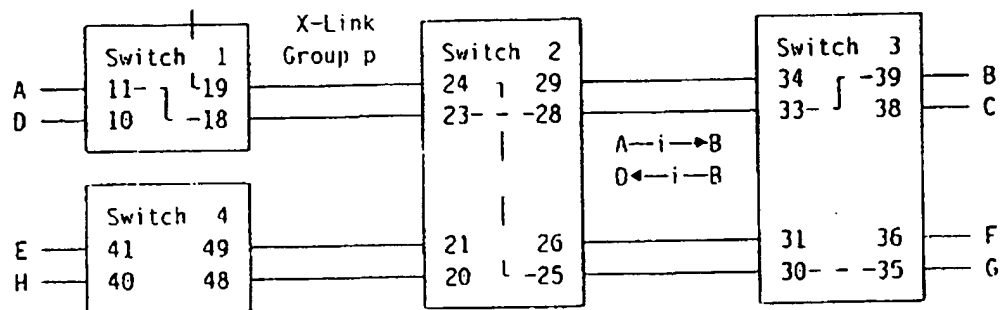 X-Link
Group p
Switch 1
A 11 19
D 10 18
Switch 2
24 29
23 28
21 26
20 25
Switch 3
34 39 B
33 38 C
A—i—►B
D◄—i—B
31 36 F
30 35 G
Switch 4
E 41 49
H 40 48